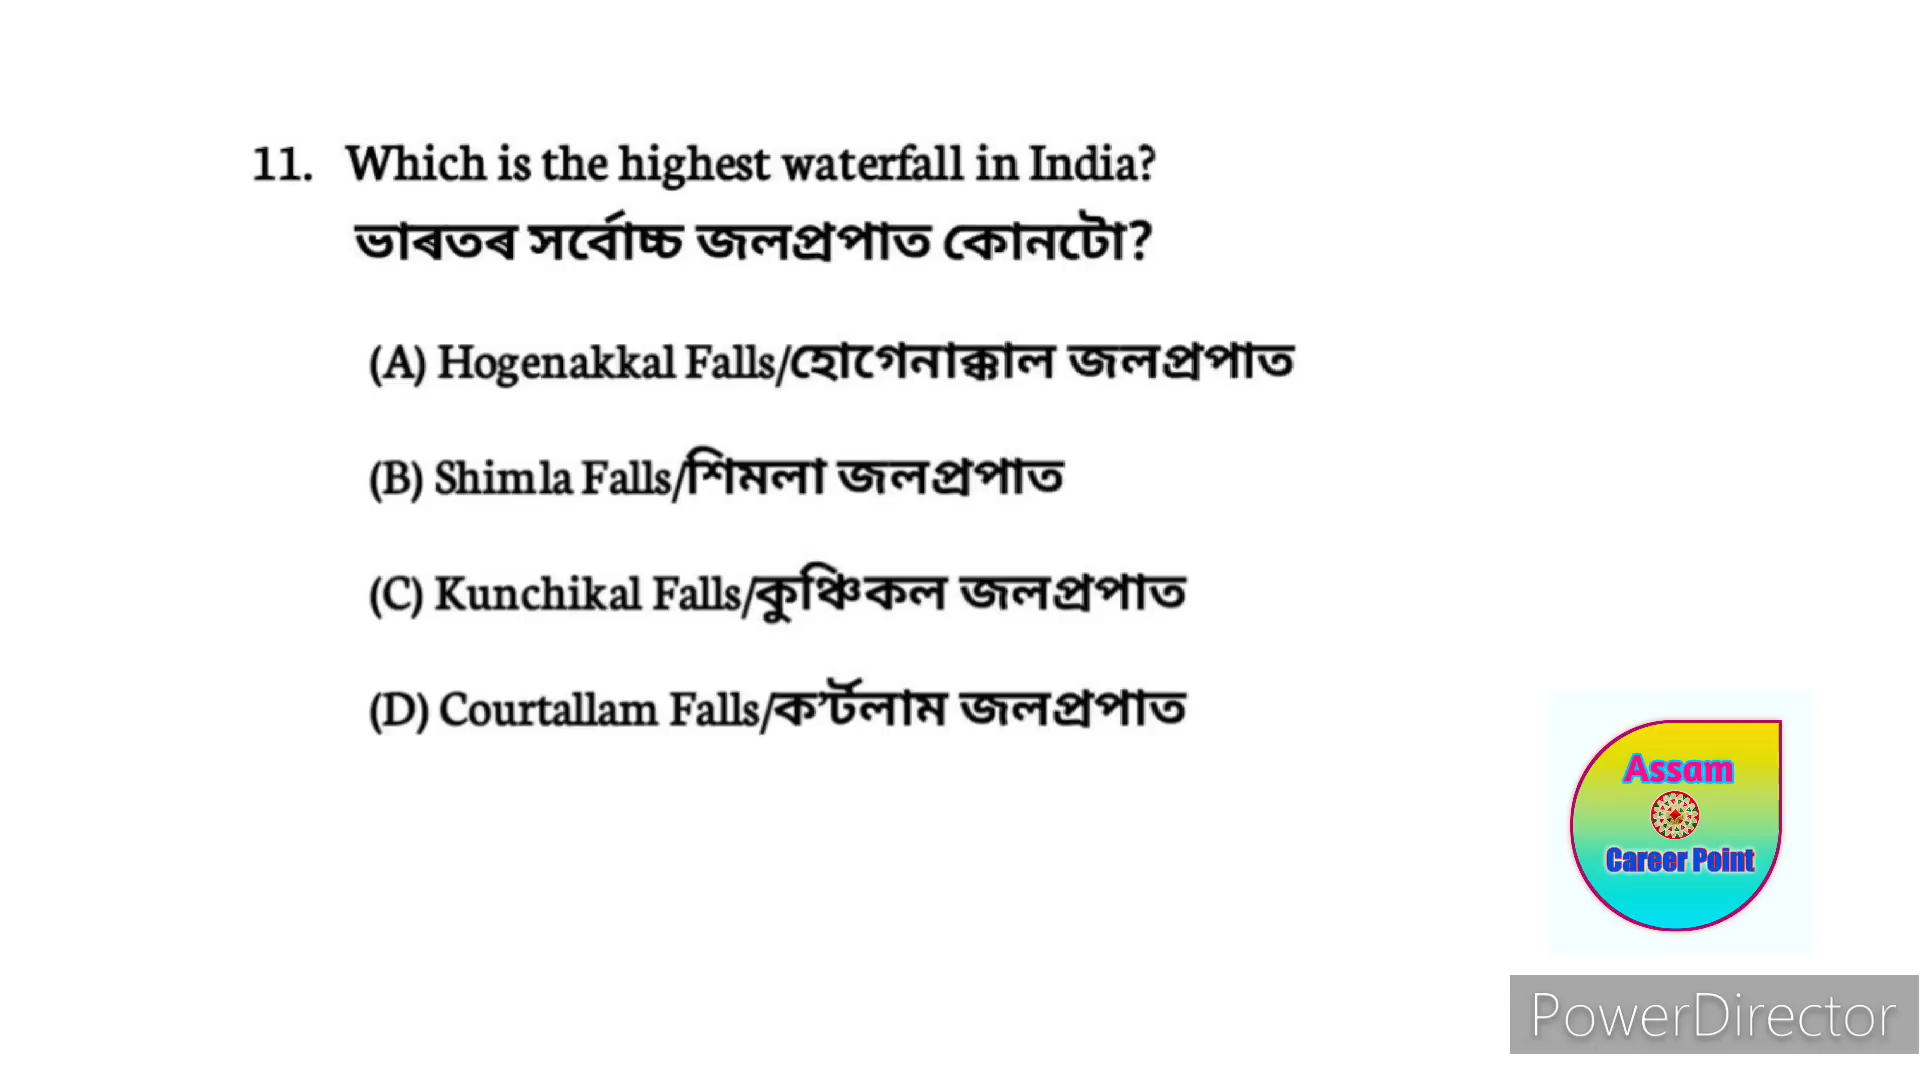 11. Which is the highest waterfall in India?
ভাৰতৰ সৰ্বোচ্চ জলপ্ৰপাত কোনটো?
(A) Hogenakkal Falls/হোগেনাক্কাল জলপ্ৰপাত
(B) Shimla Falls/শিমলা জলপ্ৰপাত
(C) Kunchikal Falls/কুঞ্চিকল জলপ্ৰপাত
(D) Courtallam Falls/ক’ৰ্টলাম জলপ্ৰপাত
Assam
Career Point
PowerDirector